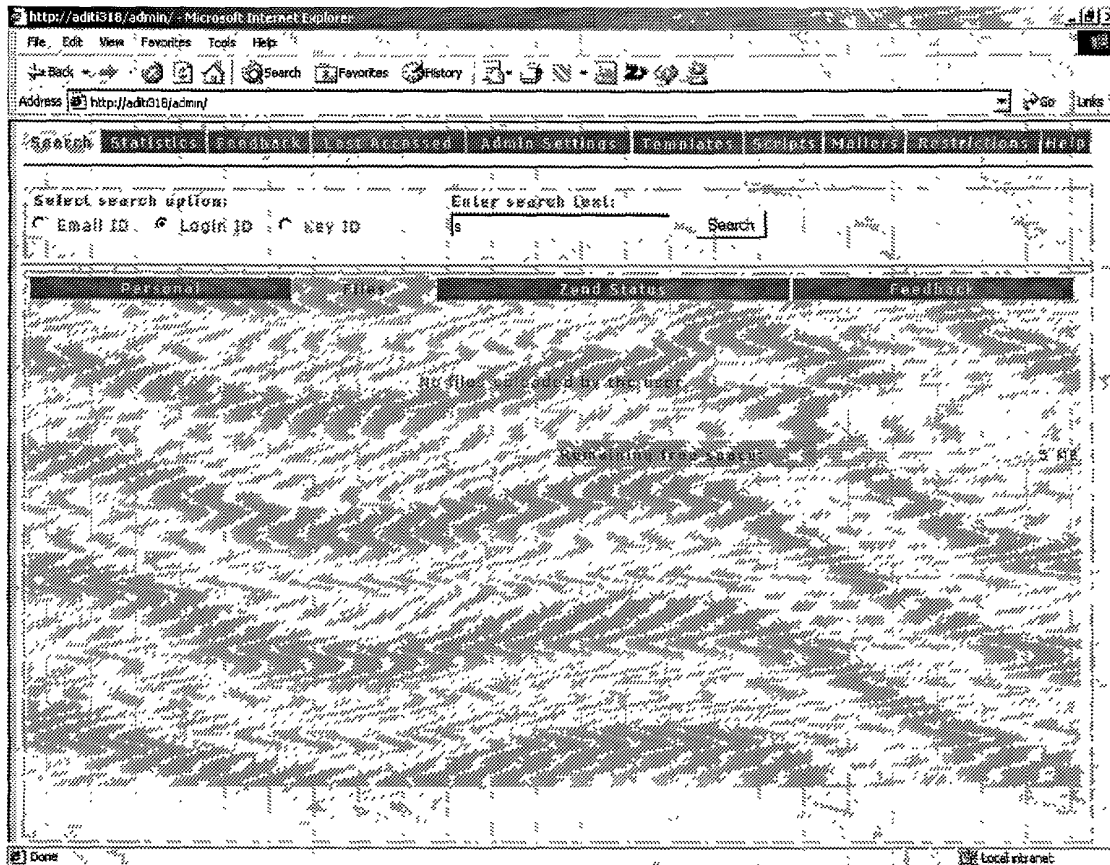 http://aditi318/admin/ - Microsoft Internet Explorer
File Edit View Favorites Tools Help
Back Search Favorites History
Address http://aditi318/admin/ Go Links
Search Statistics Feedback Last Accessed Admin Settings Templates Scripts Mailers Restrictions Help
Select search option: Enter search text:
Email ID Login ID Key ID s Search
Personal Files Zend Status Feedback
No files uploaded by the user
Remaining free space:
Done Local intranet